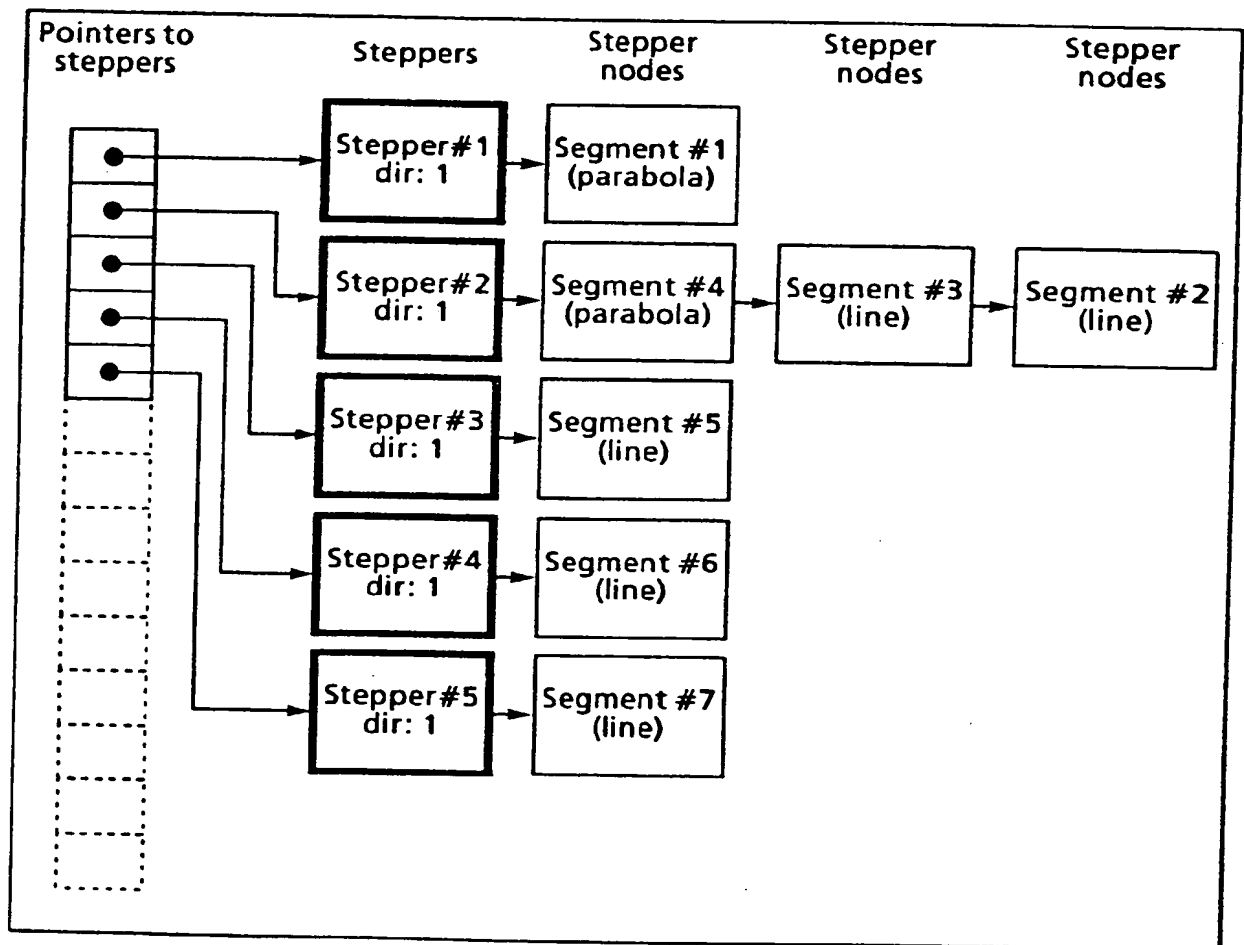 Pointers to
steppers
Steppers
Stepper
nodes
Stepper
nodes
Stepper
nodes
Stepper#1
dir: 1
Segment #1
(parabola)
Stepper#2
dir: 1
Segment #4
(parabola)
Segment #3
(line)
Segment #2
(line)
Stepper#3
dir: 1
Segment #5
(line)
Stepper#4
dir: 1
Segment #6
(line)
Stepper#5
dir: 1
Segment #7
(line)